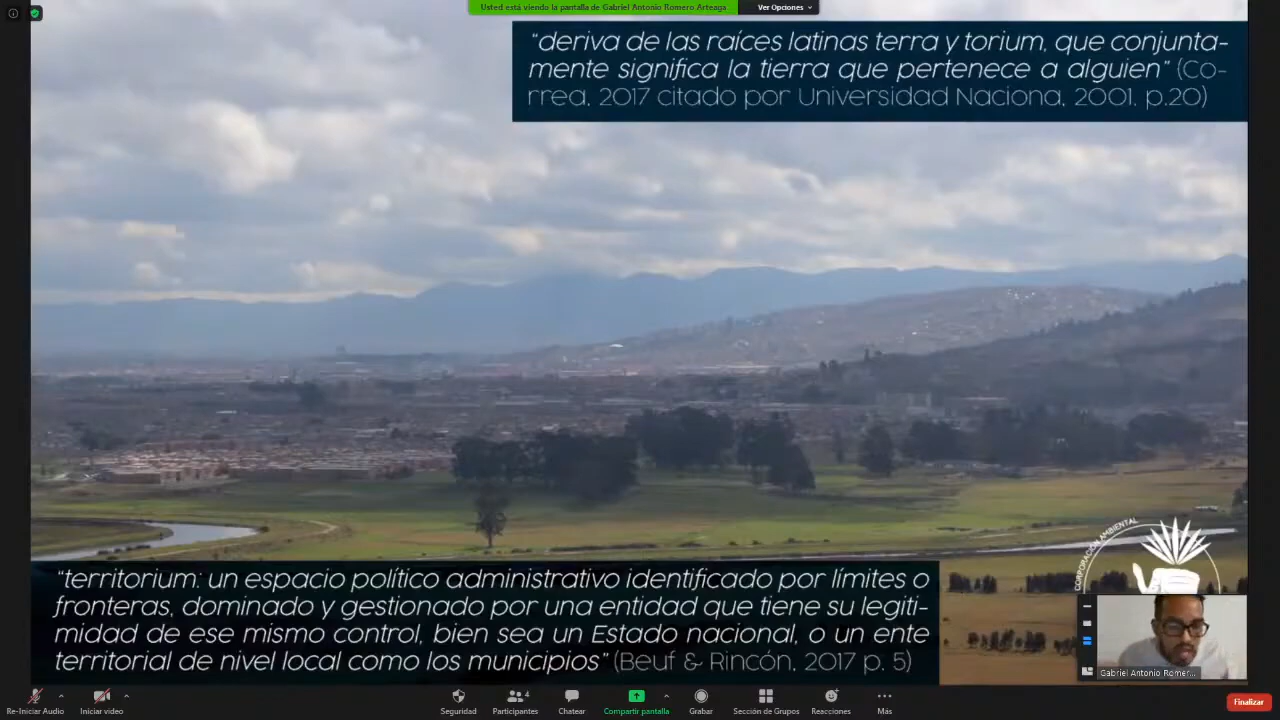 Usted está viendo la pantalla de Gabriel Antonio Romero Arteaga
Ver Opciones
"deriva de las raíces latinas terra y torium, que conjunta-
mente significa la tierra que pertenece a alguien" (Co-
rrea, 2017 citado por Universidad Naciona, 2001, p.20)
CORPORACIÓN AMBIENTAL
"territorium: un espacio político administrativo identificado por límites o
fronteras, dominado y gestionado por una entidad que tiene su legiti-
midad de ese mismo control, bien sea un Estado nacional, o un ente
territorial de nivel local como los municipios" (Beuf & Rincón, 2017 p. 5)
Gabriel Antonio Romer...
Re-Iniciar Audio
Iniciar video
Seguridad
4
Participantes
Chatear
Compartir pantalla
Grabar
Sección de Grupos
Reacciones
Más
Finalizar